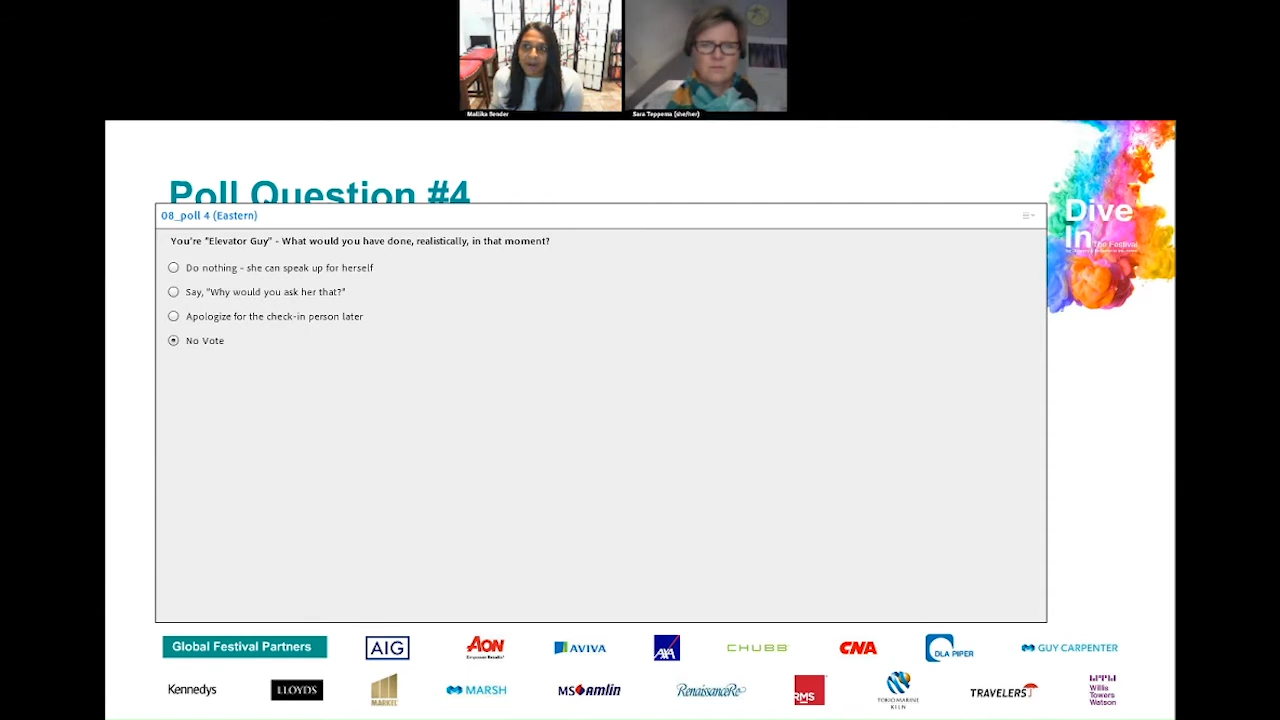 Mallika Bender
Sara Teppema (she/her)
Poll Question #4
08_poll 4 (Eastern)
You're "Elevator Guy" - What would you have done, realistically, in that moment?
Do nothing - she can speak up for herself
Say, "Why would you ask her that?"
Apologize for the check-in person later
No Vote
Dive
In The Festival
Global Festival Partners
AIG
AON
Empower Results
AVIVA
AXA
CHUBB
CNA
DLA PIPER
GUY CARPENTER
Kennedys
LLOYDS
MARKEL
MARSH
MS Amlin
RenaissanceRe
RMS
TOKIO MARINE
KILN
TRAVELERS
Willis
Towers
Watson